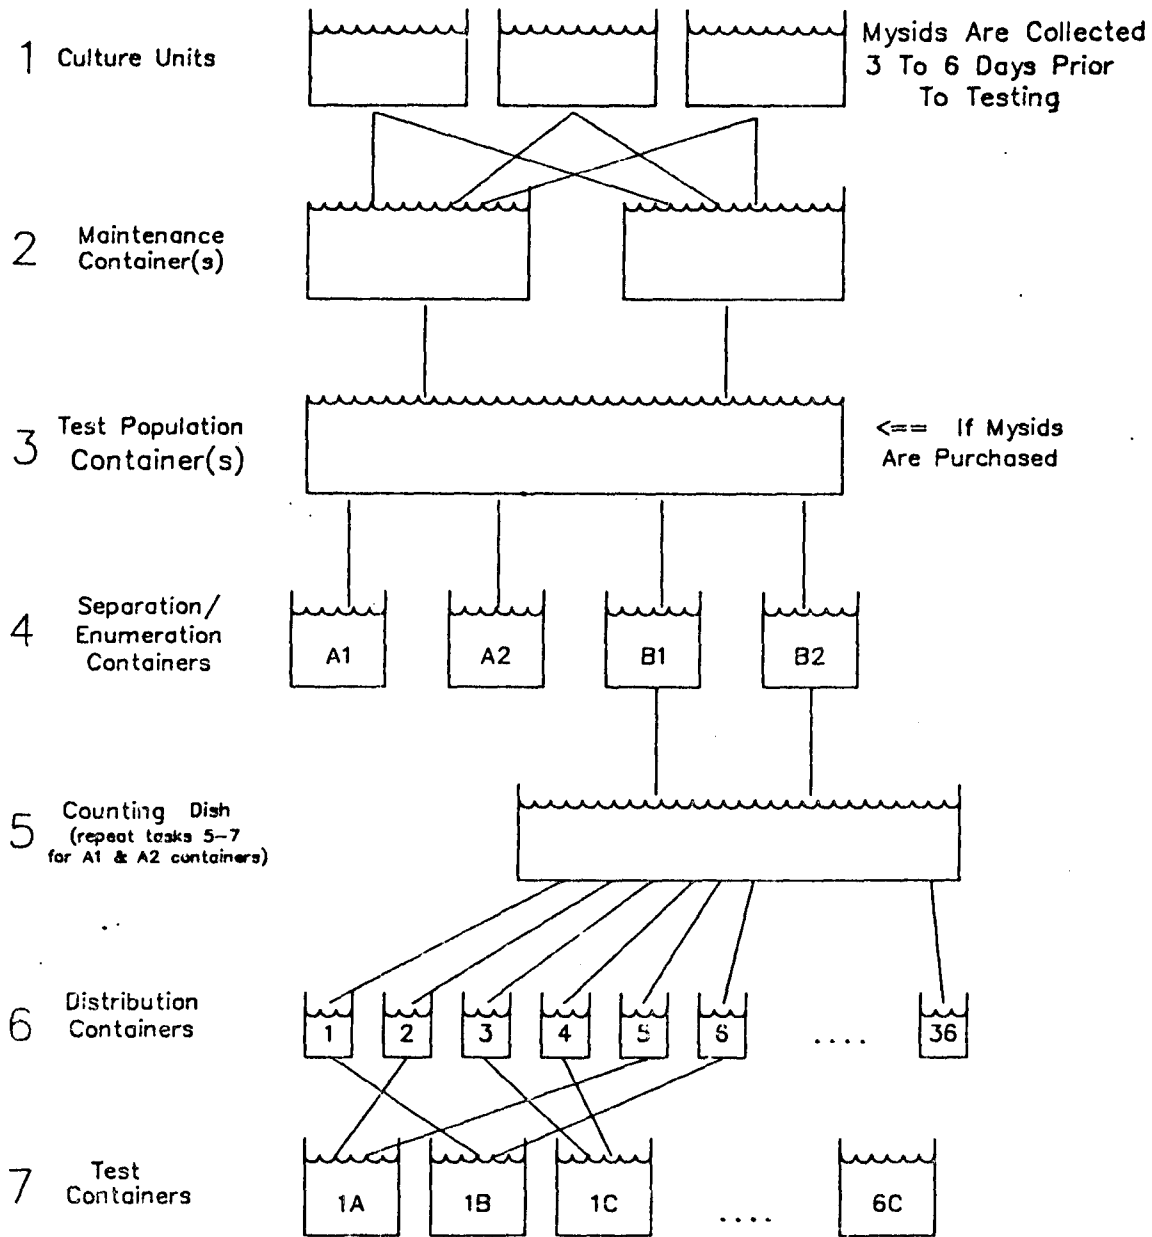 1 Culture Units
Mysids Are Collected
3 To 6 Days Prior
To Testing
2 Maintenance
Container(s)
3 Test Population
Container(s)
<== If Mysids
Are Purchased
4 Separation/
Enumeration
Containers
A1 A2 B1 B2
5 Counting Dish
(repeat tasks 5-7
for A1 & A2 containers)
6 Distribution
Containers
1 2 3 4 5 6 .... 36
7 Test
Containers
1A 1B 1C .... 6C